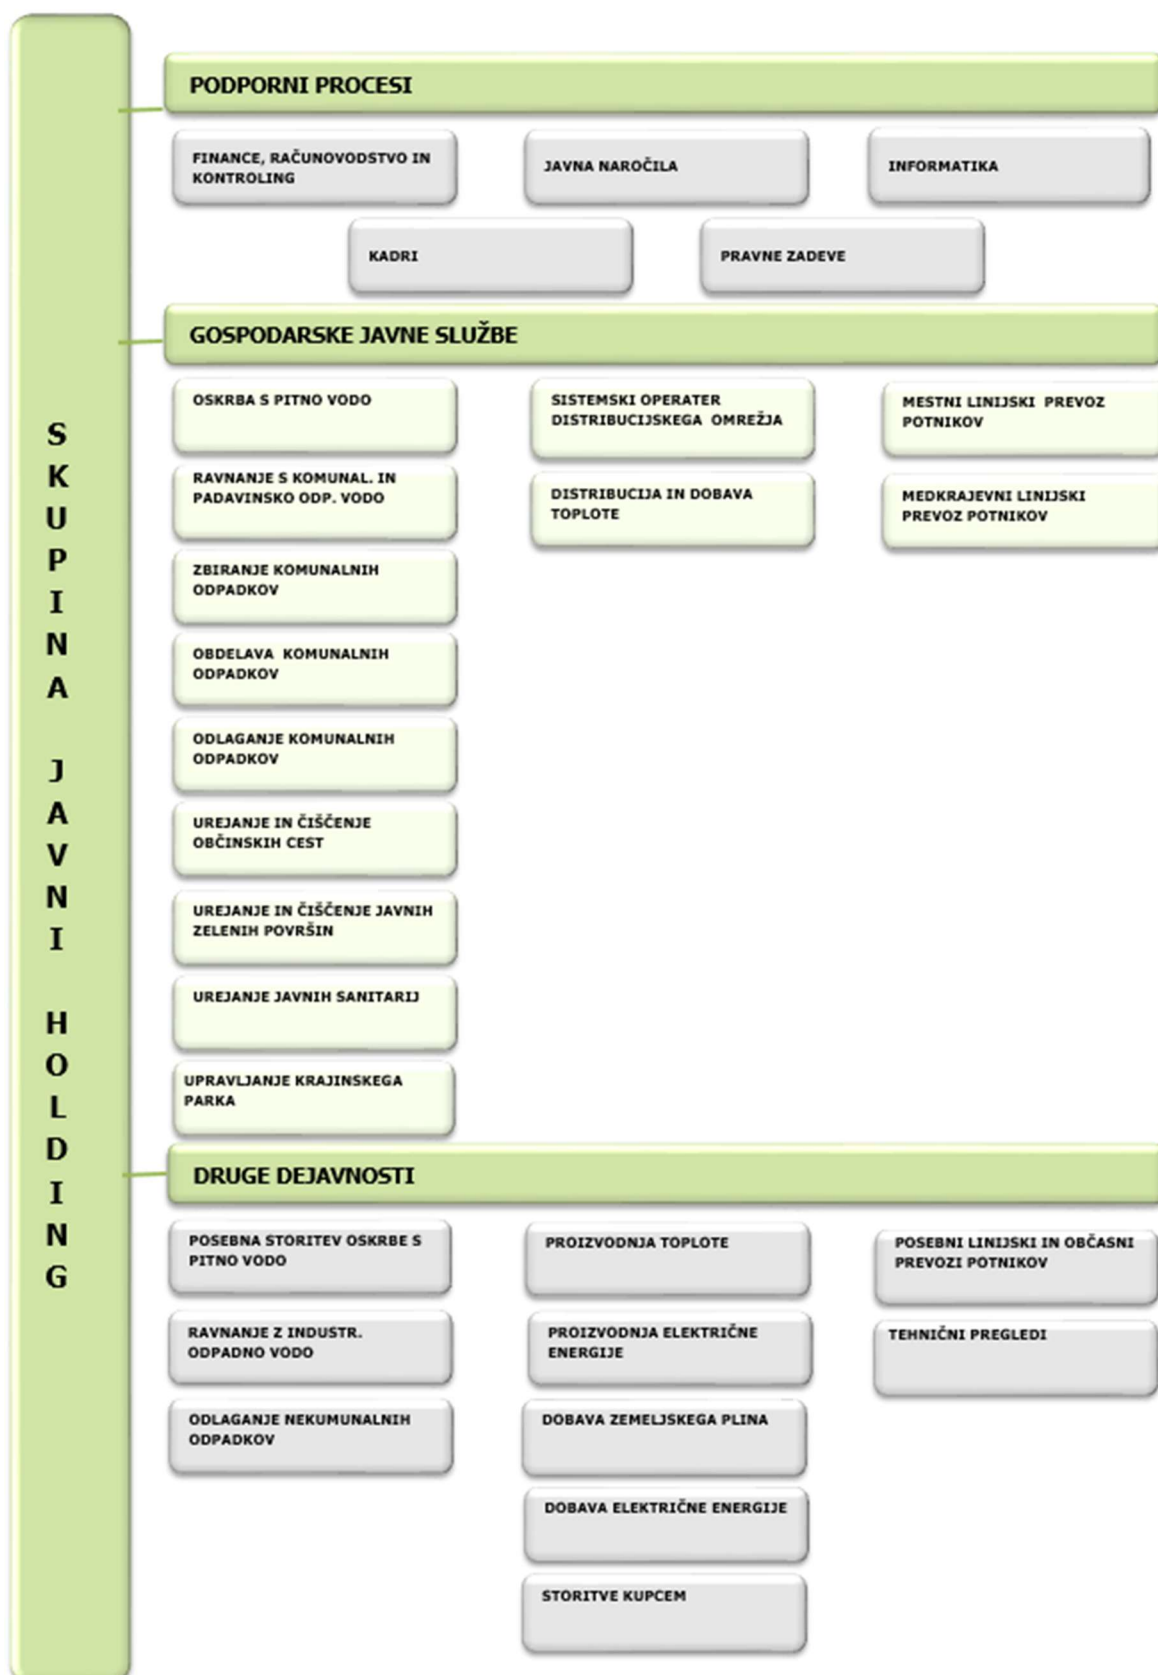 SKUPINA JAVNI HOLDING
PODPORNI PROCESI
FINANCE, RAČUNOVODSTVO IN
KONTROLING
JAVNA NAROČILA
INFORMATIKA
KADRI
PRAVNE ZADEVE
GOSPODARSKE JAVNE SLUŽBE
OSKRBA S PITNO VODO
RAVNANJE S KOMUNAL. IN
PADAVINSKO ODP. VODO
ZBIRANJE KOMUNALNIH
ODPADKOV
OBDELAVA KOMUNALNIH
ODPADKOV
ODLAGANJE KOMUNALNIH
ODPADKOV
UREJANJE IN ČIŠČENJE
OBČINSKIH CEST
UREJANJE IN ČIŠČENJE JAVNIH
ZELENIH POVRŠIN
UREJANJE JAVNIH SANITARIJ
UPRAVLJANJE KRAJINSKEGA
PARKA
SISTEMSKI OPERATER
DISTRIBUCIJSKEGA OMREŽJA
DISTRIBUCIJA IN DOBAVA
TOPLOTE
MESTNI LINIJSKI PREVOZ
POTNIKOV
MEDKRAJEVNI LINIJSKI
PREVOZ POTNIKOV
DRUGE DEJAVNOSTI
POSEBNA STORITEV OSKRBE S
PITNO VODO
RAVNANJE Z INDUSTR.
ODPADNO VODO
ODLAGANJE NEKUMUNALNIH
ODPADKOV
PROIZVODNJA TOPLOTE
PROIZVODNJA ELEKTRIČNE
ENERGIJE
DOBAVA ZEMELJSKEGA PLINA
DOBAVA ELEKTRIČNE ENERGIJE
STORITVE KUPCEM
POSEBNI LINIJSKI IN OBČASNI
PREVOZI POTNIKOV
TEHNIČNI PREGLEDI